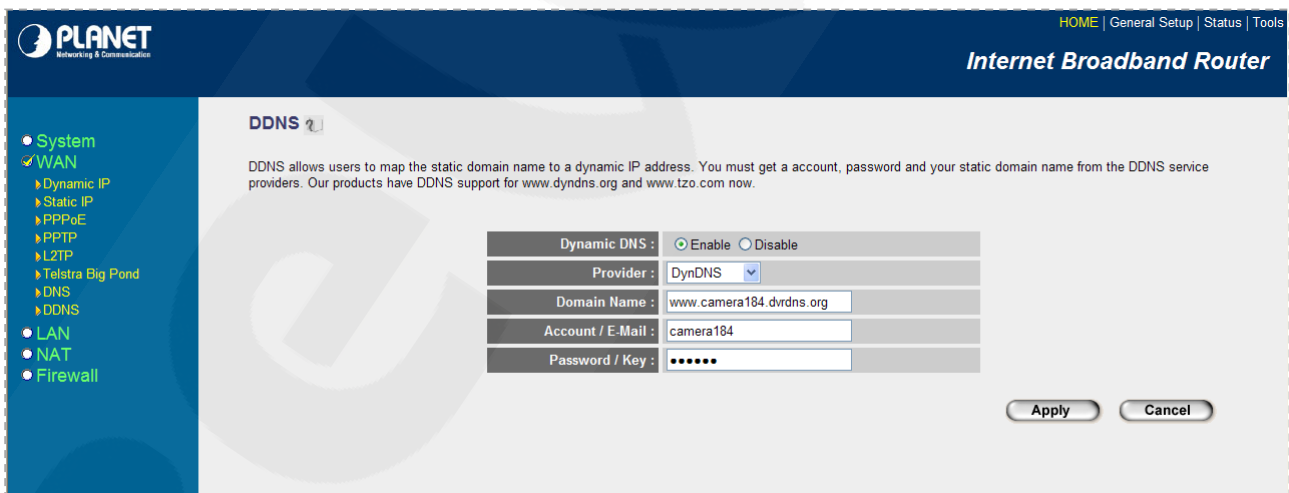 PLANET
Networking & Communication
HOME | General Setup | Status | Tools
Internet Broadband Router
System
WAN
Dynamic IP
Static IP
PPPoE
PPTP
L2TP
Telstra Big Pond
DNS
DDNS
LAN
NAT
Firewall
DDNS
DDNS allows users to map the static domain name to a dynamic IP address. You must get a account, password and your static domain name from the DDNS service
providers. Our products have DDNS support for www.dyndns.org and www.tzo.com now.
Dynamic DNS : Enable Disable
Provider : DynDNS
Domain Name : www.camera184.dvrdns.org
Account / E-Mail : camera184
Password / Key : ●●●●●●
Apply Cancel